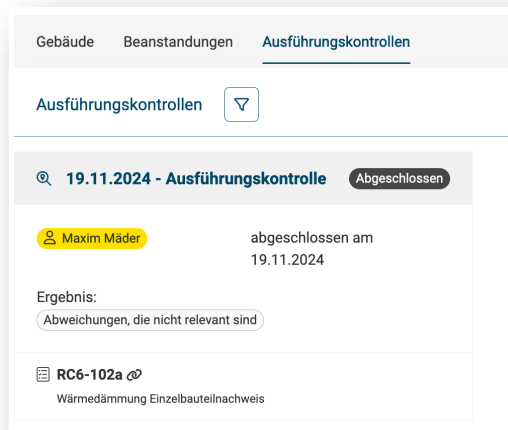 Gebäude Beanstandungen Ausführungskontrollen
Ausführungskontrollen
19.11.2024 - Ausführungskontrolle Abgeschlossen
Maxim Mäder abgeschlossen am
19.11.2024
Ergebnis:
Abweichungen, die nicht relevant sind
RC6-102a
Wärmedämmung Einzelbauteilnachweis